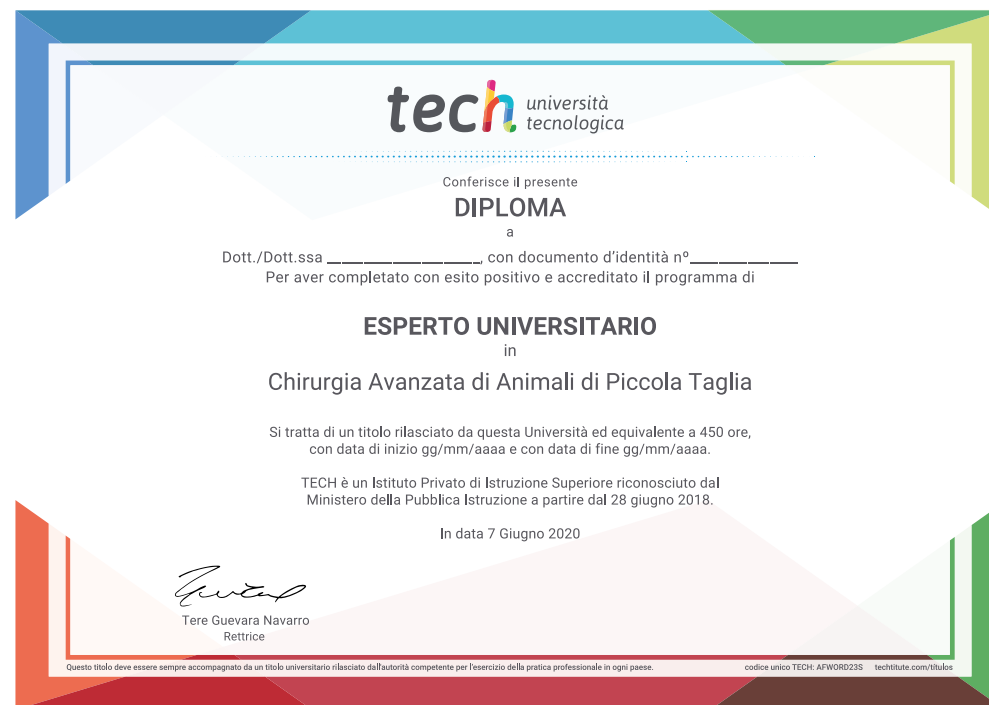 tech università
tecnologica
Conferisce il presente
DIPLOMA
a
Dott./Dott.ssa ____________________, con documento d'identità nº______________
Per aver completato con esito positivo e accreditato il programma di
ESPERTO UNIVERSITARIO
in
Chirurgia Avanzata di Animali di Piccola Taglia
Si tratta di un titolo rilasciato da questa Università ed equivalente a 450 ore,
con data di inizio gg/mm/aaaa e con data di fine gg/mm/aaaa.
TECH è un Istituto Privato di Istruzione Superiore riconosciuto dal
Ministero della Pubblica Istruzione a partire dal 28 giugno 2018.
In data 7 Giugno 2020
Tere Guevara Navarro
Rettrice
Questo titolo deve essere sempre accompagnato da un titolo universitario rilasciato dall'autorità competente per l'esercizio della pratica professionale in ogni paese. codice unico TECH: AFWORD23S techtitute.com/títulos